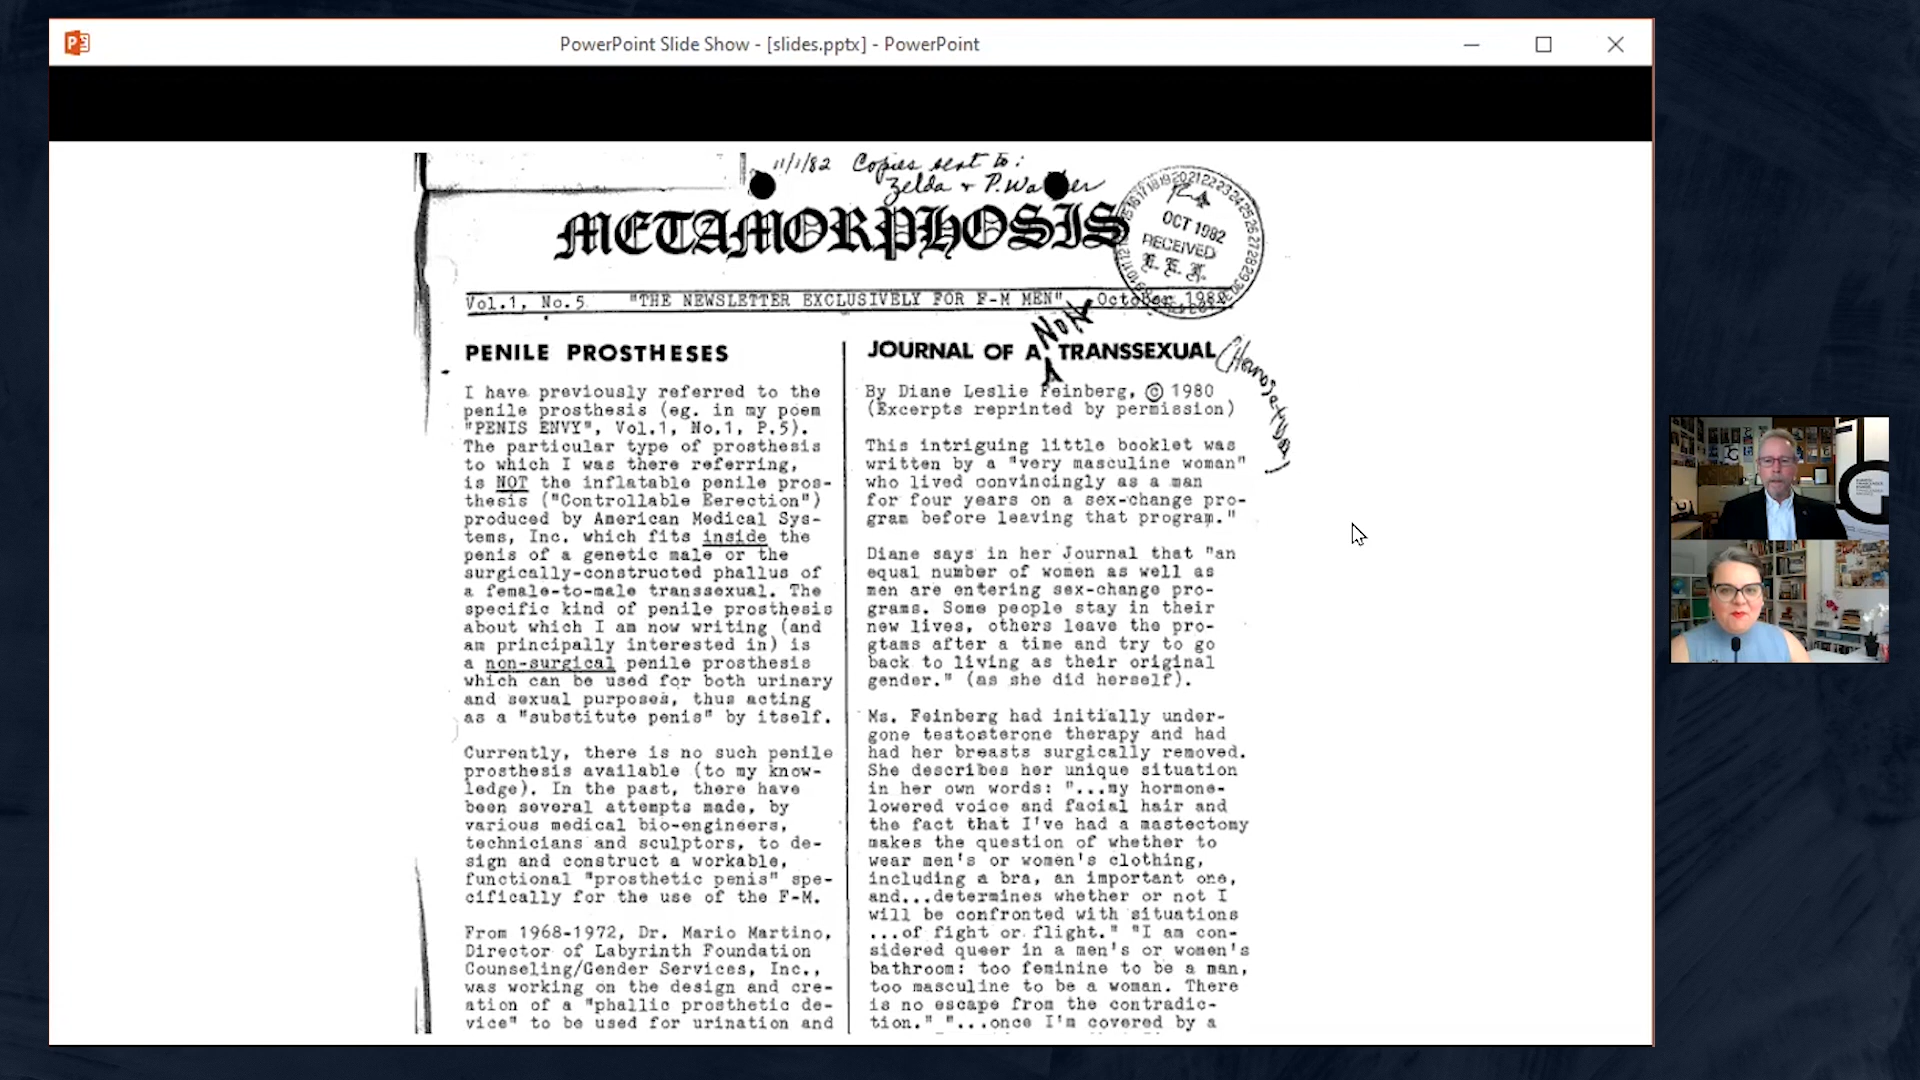 PowerPoint Slide Show - [slides.pptx] - PowerPoint
11/1/82 Copies sent to:
Zelda + P.
METAMORPHOSIS
OCT 1982
RECEIVED
Vol.1, No.5 "THE NEWSLETTER EXCLUSIVELY FOR F-M MEN" October 1982
PENILE PROSTHESES
I have previously referred to the
penile prosthesis (eg. in my poem
"PENIS ENVY", Vol.1, No.1, P.5).
The particular type of prosthesis
to which I was there referring,
is NOT the inflatable penile pros-
thesis ("Controllable Eerection")
produced by American Medical Sys-
tems, Inc. which fits inside the
penis of a genetic male or the
surgically-constructed phallus of
a female-to-male transsexual. The
specific kind of penile prosthesis
about which I am now writing (and
am principally interested in) is
a non-surgical penile prosthesis
which can be used for both urinary
and sexual purposes, thus acting
as a "substitute penis" by itself.
Currently, there is no such penile
prosthesis available (to my know-
ledge). In the past, there have
been several attempts made, by
various medical bio-engineers,
technicians and sculptors, to de-
sign and construct a workable,
functional "prosthetic penis" spe-
cifically for the use of the F-M.
From 1968-1972, Dr. Mario Martino,
Director of Labyrinth Foundation
Counseling/Gender Services, Inc.,
was working on the design and cre-
ation of a "phallic prosthetic de-
vice" to be used for urination and
JOURNAL OF A NON TRANSSEXUAL
By Diane Leslie Feinberg, © 1980
(Excerpts reprinted by permission)
This intriguing little booklet was
written by a "very masculine woman"
who lived convincingly as a man
for four years on a sex-change pro-
gram before leaving that program."
Diane says in her Journal that "an
equal number of women as well as
men are entering sex-change pro-
grams. Some people stay in their
new lives, others leave the pro-
gtams after a time and try to go
back to living as their original
gender." (as she did herself).
Ms. Feinberg had initially under-
gone testosterone therapy and had
had her breasts surgically removed.
She describes her unique situation
in her own words: "...my hormone-
lowered voice and facial hair and
the fact that I've had a mastectomy
makes the question of whether to
wear men's or women's clothing,
including a bra, an important one,
and...determines whether or not I
will be confronted with situations
...of fight or flight." "I am con-
sidered queer in a men's or women's
bathroom: too feminine to be a man,
too masculine to be a woman. There
is no escape from the contradic-
tion." "...once I'm covered by a